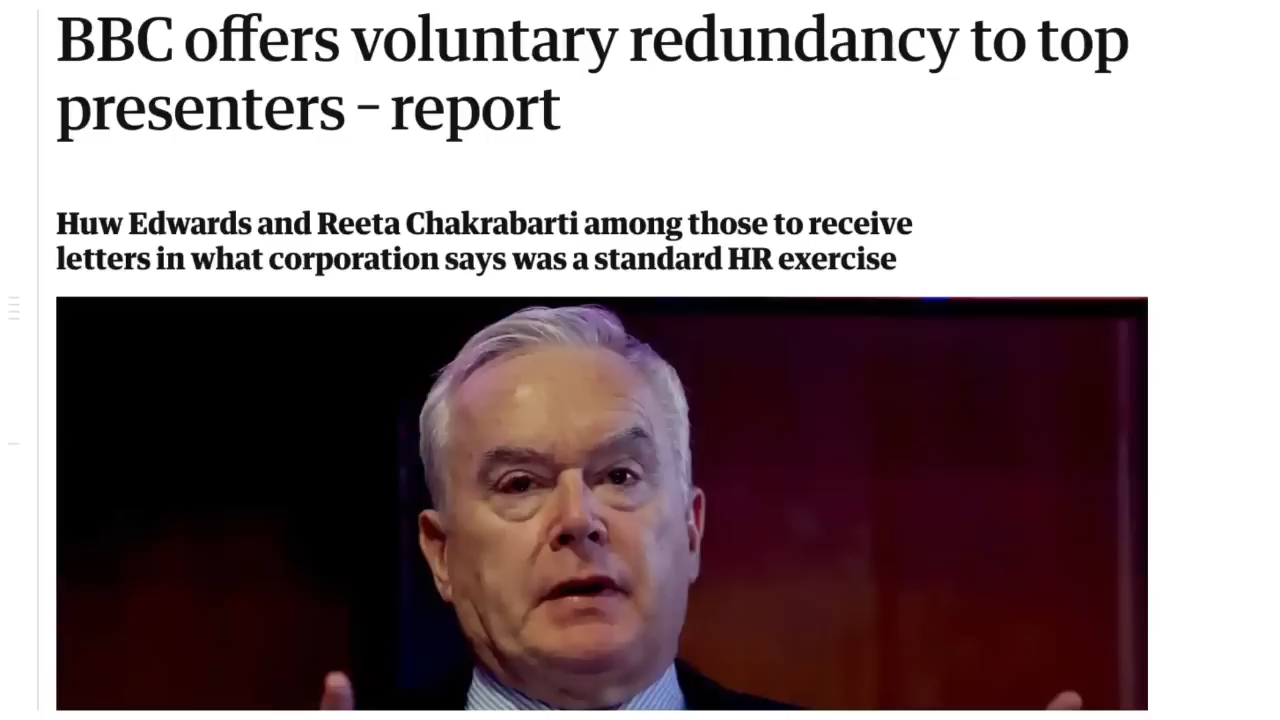 BBC offers voluntary redundancy to top
presenters – report
Huw Edwards and Reeta Chakrabarti among those to receive
letters in what corporation says was a standard HR exercise